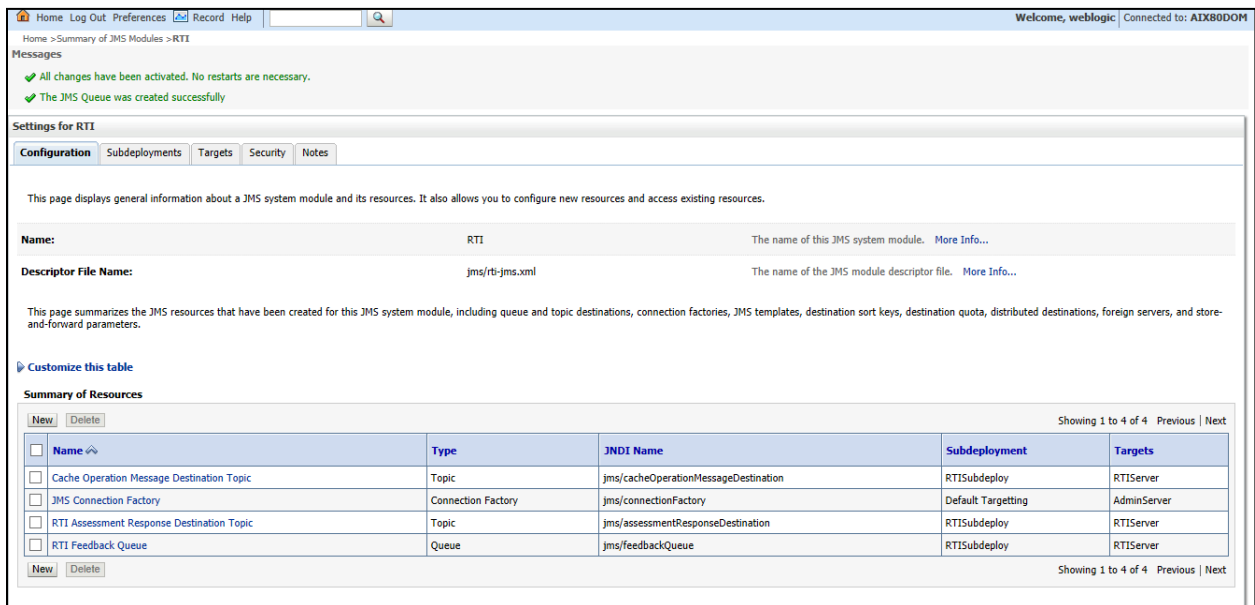 Home Log Out Preferences Record Help
Welcome, weblogic Connected to: AIX80DOM
Home >Summary of JMS Modules >RTI
Messages
All changes have been activated. No restarts are necessary.
The JMS Queue was created successfully
Settings for RTI
Configuration Subdeployments Targets Security Notes
This page displays general information about a JMS system module and its resources. It also allows you to configure new resources and access existing resources.
Name: RTI The name of this JMS system module. More Info...
Descriptor File Name: jms/rti-jms.xml The name of the JMS module descriptor file. More Info...
This page summarizes the JMS resources that have been created for this JMS system module, including queue and topic destinations, connection factories, JMS templates, destination sort keys, destination quota, distributed destinations, foreign servers, and store-
and-forward parameters.
Customize this table
Summary of Resources
New Delete Showing 1 to 4 of 4 Previous | Next
Name Type JNDI Name Subdeployment Targets
Cache Operation Message Destination Topic Topic jms/cacheOperationMessageDestination RTISubdeploy RTIServer
JMS Connection Factory Connection Factory jms/connectionFactory Default Targetting AdminServer
RTI Assessment Response Destination Topic Topic jms/assessmentResponseDestination RTISubdeploy RTIServer
RTI Feedback Queue Queue jms/feedbackQueue RTISubdeploy RTIServer
New Delete Showing 1 to 4 of 4 Previous | Next